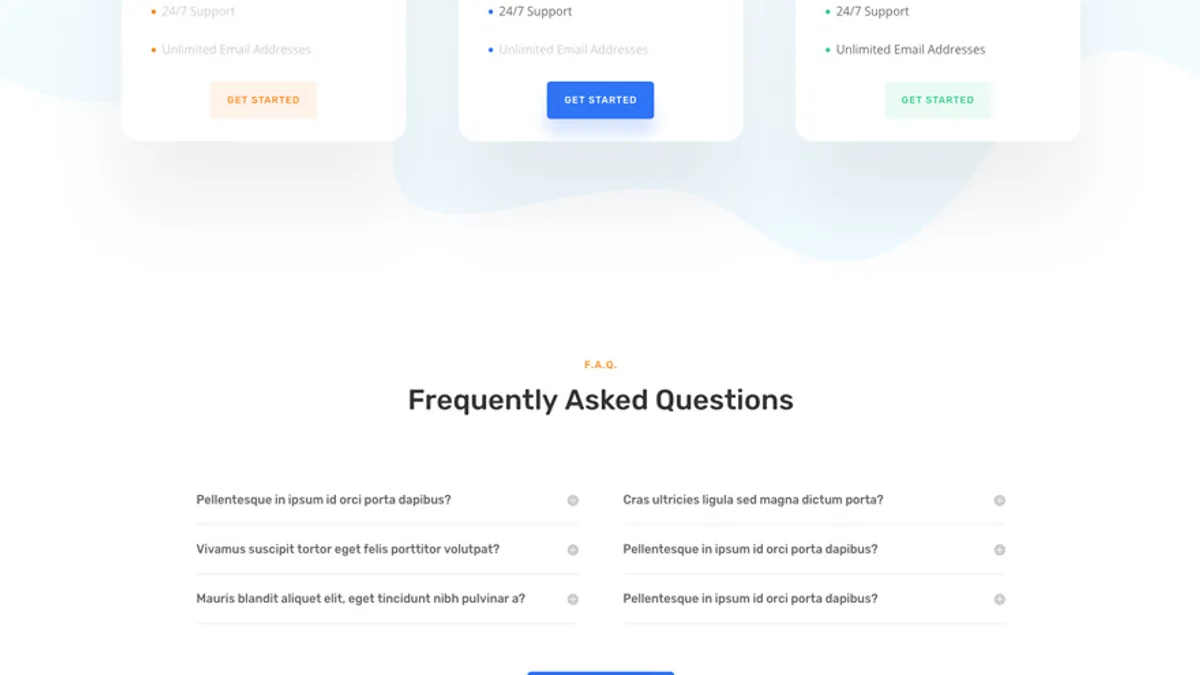 24/7 Support
24/7 Support
24/7 Support
Unlimited Email Addresses
Unlimited Email Addresses
Unlimited Email Addresses
GET STARTED
GET STARTED
GET STARTED
F.A.Q.
Frequently Asked Questions
Pellentesque in ipsum id orci porta dapibus?
Cras ultricies ligula sed magna dictum porta?
Vivamus suscipit tortor eget felis porttitor volutpat?
Pellentesque in ipsum id orci porta dapibus?
Mauris blandit aliquet elit, eget tincidunt nibh pulvinar a?
Pellentesque in ipsum id orci porta dapibus?